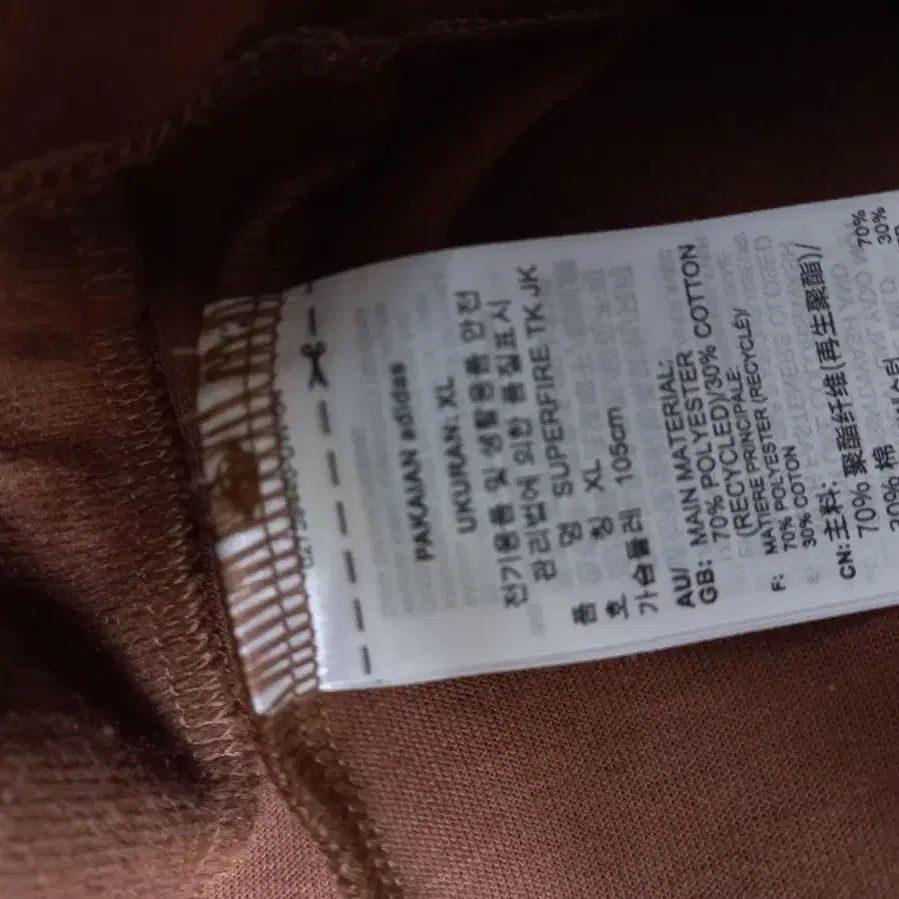 PAKAIAN adidas
UKURAN: XL
전기용품 및 생활용품 안전
관리법에 의한 품질표시
품 명 SUPERFIRE TK JK
호 칭 XL
가슴둘레 105cm
AU/ MAIN MATERIAL:
GB: 70% POLYESTER
(RECYCLED)/30% COTTON
(RECYCLE)/
F: MATIERE PRINCIPALE:
70% POLYESTER (RECYCLE)/
30% COTTON
CN: 主料:
70% 聚酯纤维(再生聚酯)/
30% 棉
70%
30%